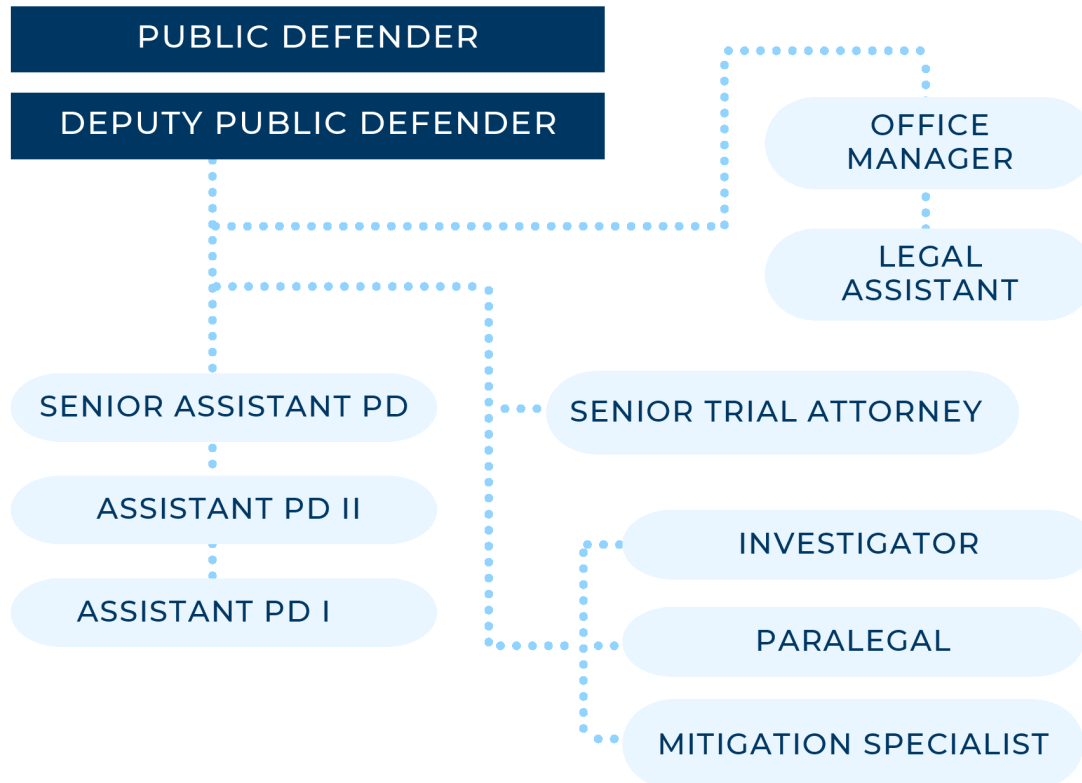 PUBLIC DEFENDER
DEPUTY PUBLIC DEFENDER
OFFICE
MANAGER
LEGAL
ASSISTANT
SENIOR ASSISTANT PD
ASSISTANT PD II
ASSISTANT PD I
SENIOR TRIAL ATTORNEY
INVESTIGATOR
PARALEGAL
MITIGATION SPECIALIST